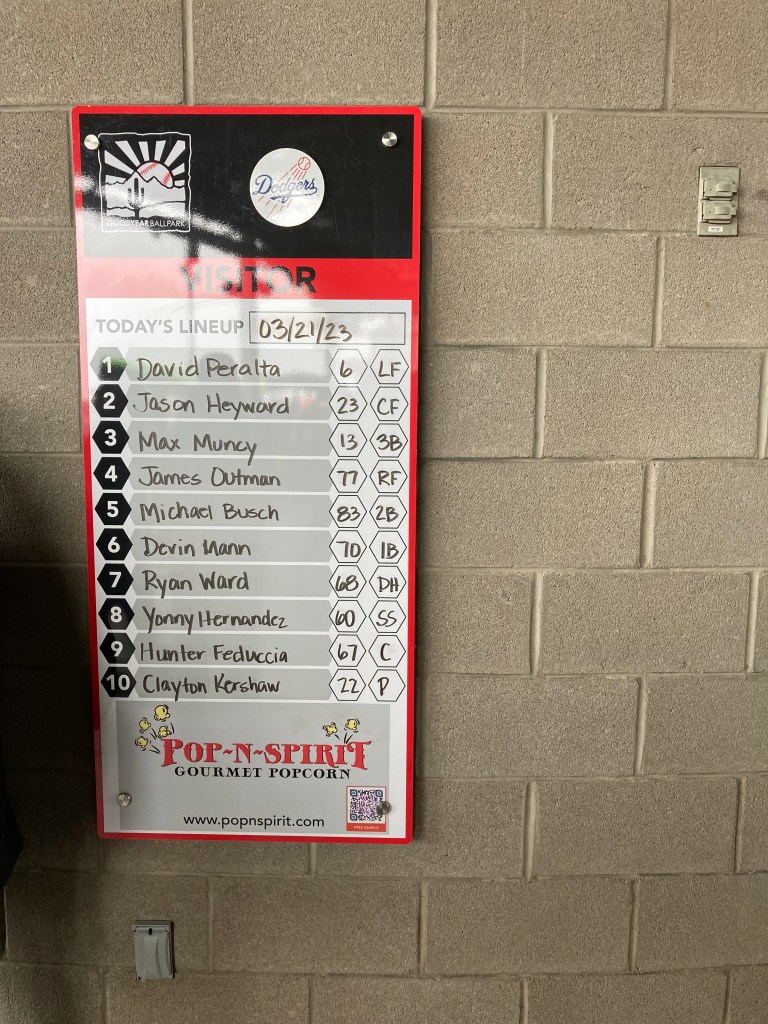 GOODYEAR BALLPARK
Dodgers
VISITOR
TODAY'S LINEUP 03/21/23
1 David Peralta 6 LF
2 Jason Heyward 23 CF
3 Max Muncy 13 3B
4 James Outman 77 RF
5 Michael Busch 83 2B
6 Devin Mann 70 1B
7 Ryan Ward 68 DH
8 Yonny Hernandez 60 SS
9 Hunter Feduccia 67 C
10 Clayton Kershaw 22 P
POP~N~SPIRIT
GOURMET POPCORN
www.popnspirit.com
FREE SAMPLE